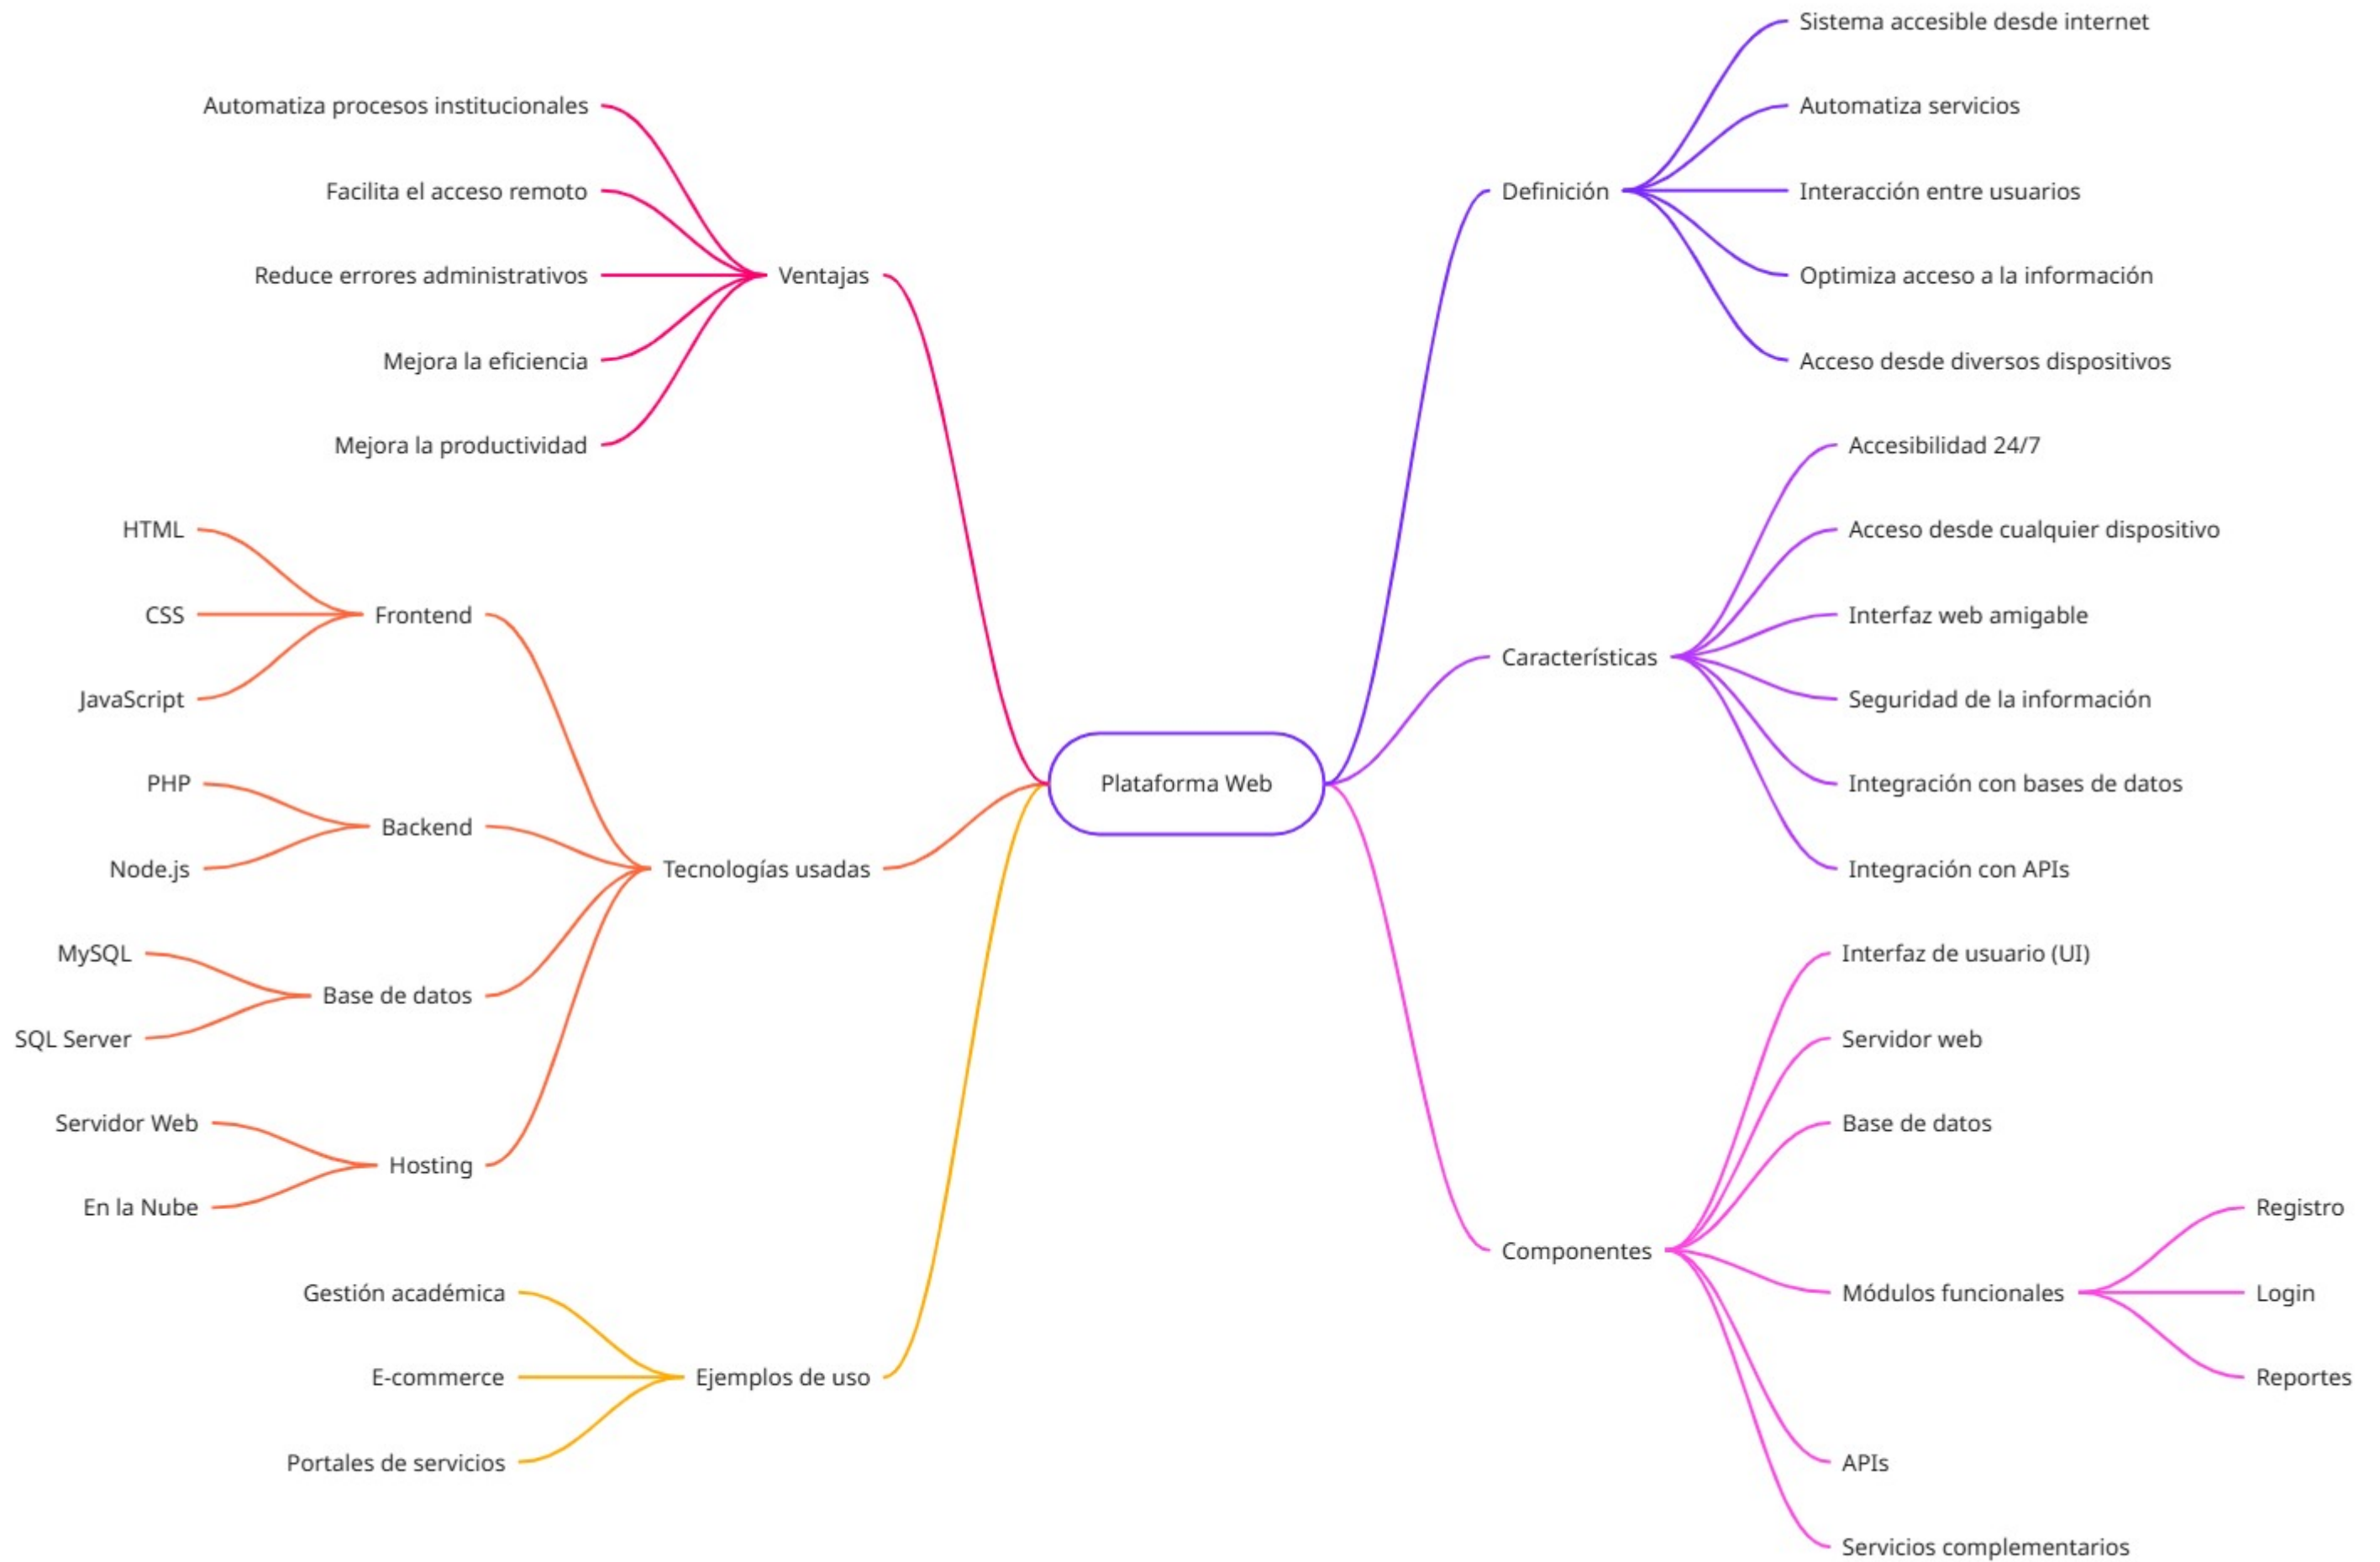 Plataforma Web
Definición
Sistema accesible desde internet
Automatiza servicios
Interacción entre usuarios
Optimiza acceso a la información
Acceso desde diversos dispositivos
Características
Accesibilidad 24/7
Acceso desde cualquier dispositivo
Interfaz web amigable
Seguridad de la información
Integración con bases de datos
Integración con APIs
Componentes
Interfaz de usuario (UI)
Servidor web
Base de datos
Módulos funcionales
Registro
Login
Reportes
APIs
Servicios complementarios
Ventajas
Automatiza procesos institucionales
Facilita el acceso remoto
Reduce errores administrativos
Mejora la eficiencia
Mejora la productividad
Tecnologías usadas
Frontend
HTML
CSS
JavaScript
Backend
PHP
Node.js
Base de datos
MySQL
SQL Server
Hosting
Servidor Web
En la Nube
Ejemplos de uso
Gestión académica
E-commerce
Portales de servicios